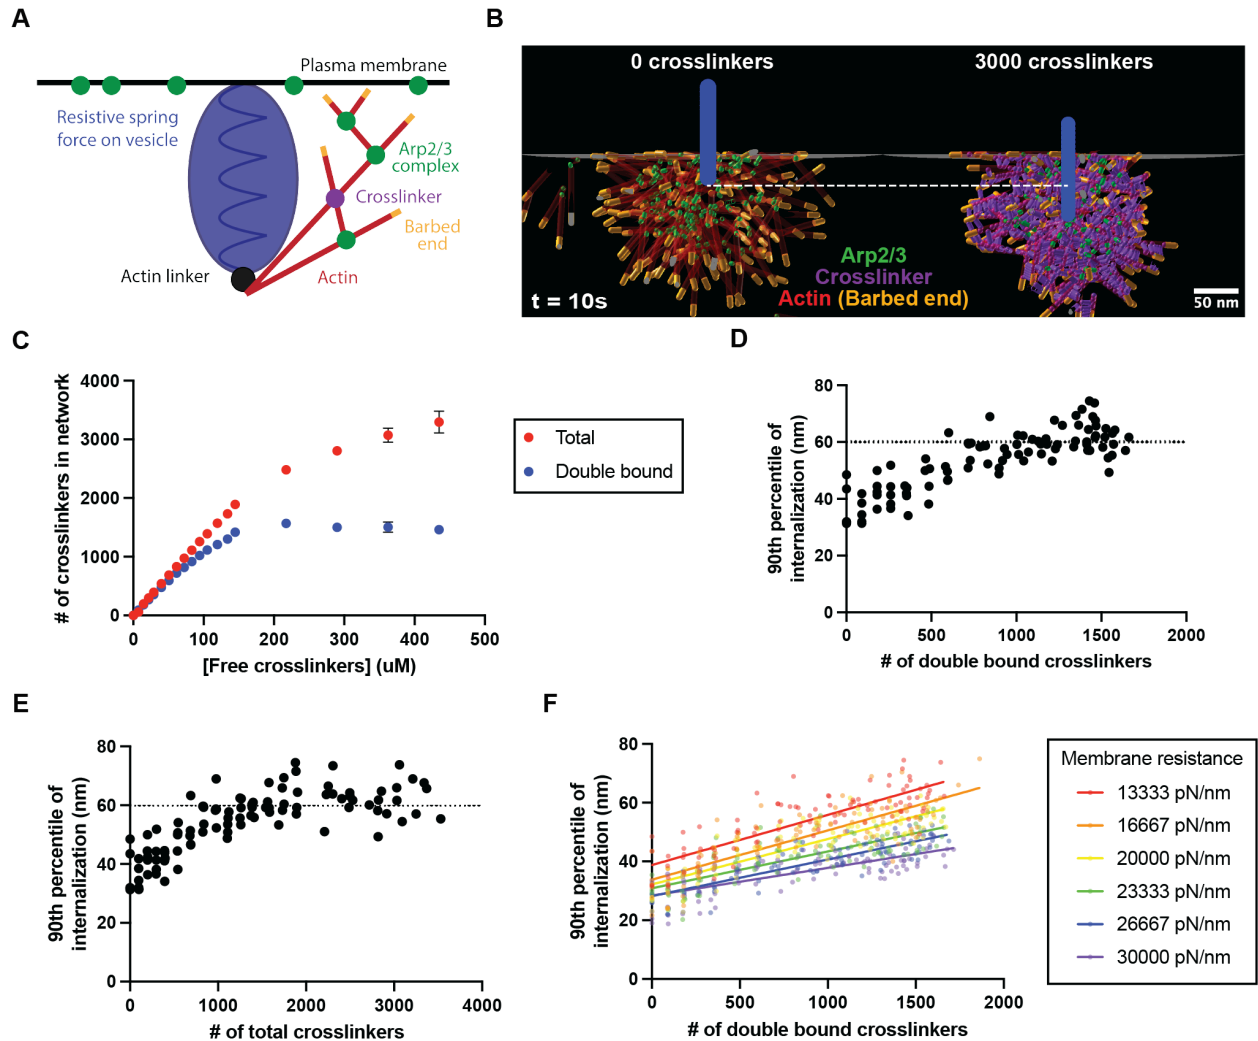 A
Plasma membrane
Resistive spring
force on vesicle
Arp2/3
complex
Crosslinker
Barbed
end
Actin linker
Actin
B
0 crosslinkers
3000 crosslinkers
Arp2/3
Crosslinker
Actin (Barbed end)
t = 10s
50 nm
C
# of crosslinkers in network
4000
3000
2000
1000
0
0 100 200 300 400 500
[Free crosslinkers] (uM)
Total
Double bound
D
90th percentile of
internalization (nm)
80
60
40
20
0
0 500 1000 1500 2000
# of double bound crosslinkers
E
90th percentile of
internalization (nm)
80
60
40
20
0
0 1000 2000 3000 4000
# of total crosslinkers
F
90th percentile of
internalization (nm)
80
60
40
20
0
0 500 1000 1500 2000
# of double bound crosslinkers
Membrane resistance
13333 pN/nm
16667 pN/nm
20000 pN/nm
23333 pN/nm
26667 pN/nm
30000 pN/nm